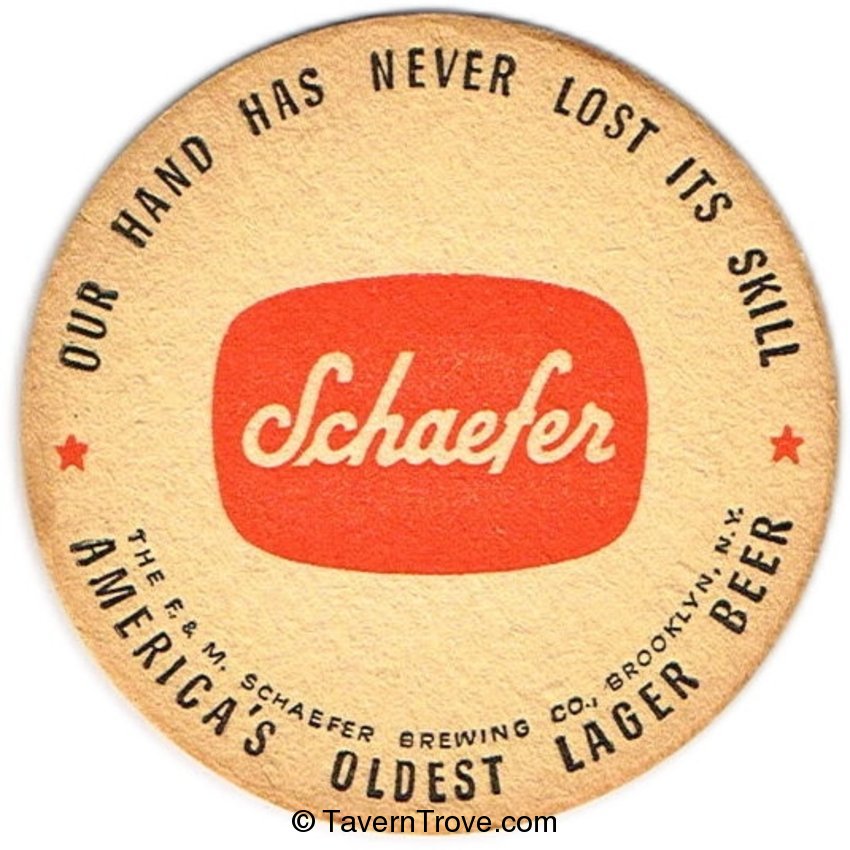 OUR HAND HAS NEVER LOST ITS SKILL
Schaefer
THE F. & M. SCHAEFER BREWING CO., BROOKLYN, N.Y.
AMERICA'S OLDEST LAGER BEER
© TavernTrove.com